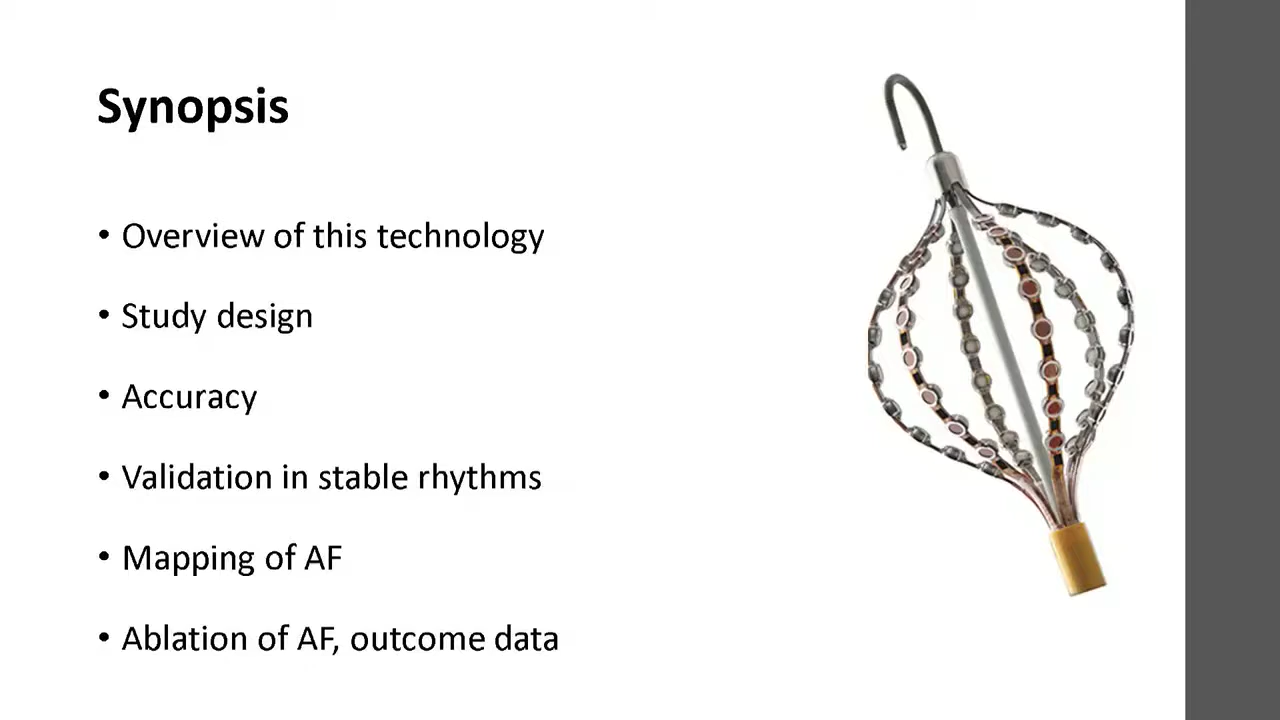 Synopsis
• Overview of this technology
• Study design
• Accuracy
• Validation in stable rhythms
• Mapping of AF
• Ablation of AF, outcome data